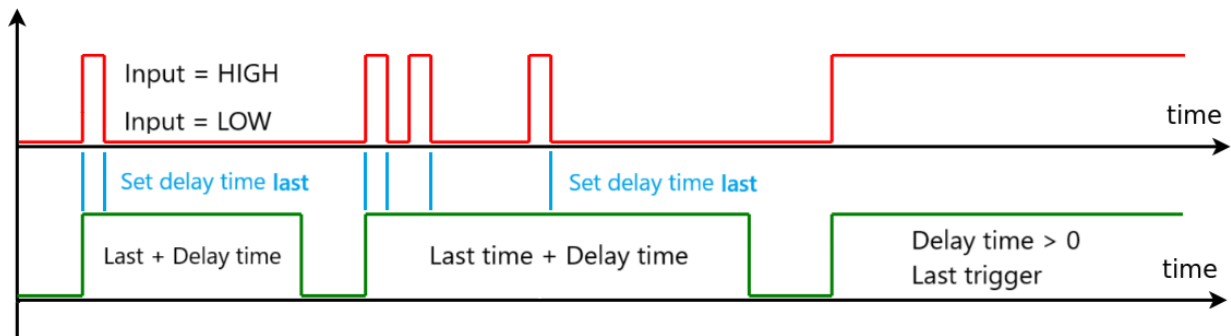 Input = HIGH
Input = LOW
time
Set delay time last
Set delay time last
Last + Delay time
Last time + Delay time
Delay time > 0
Last trigger
time